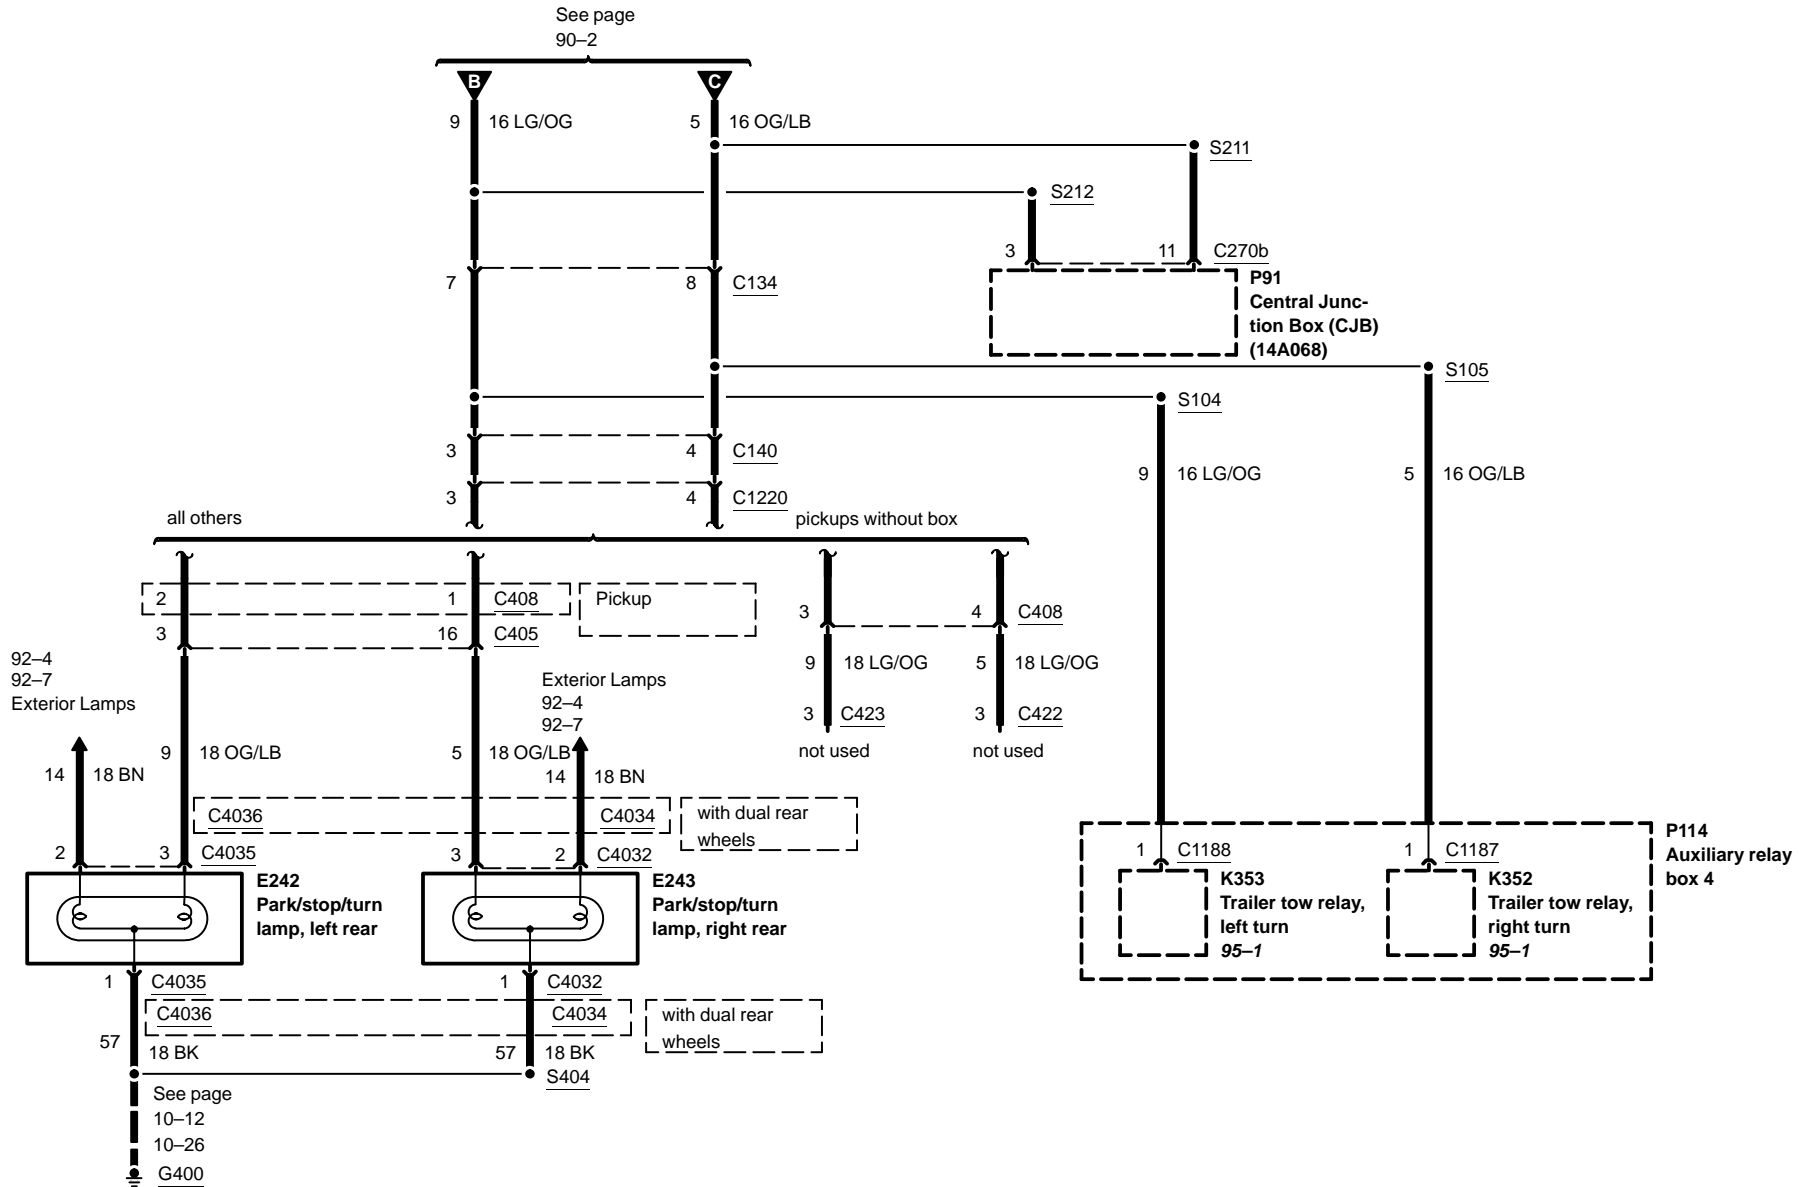 See page
90–2
B
C
9
16 LG/OG
5
16 OG/LB
S211
S212
3
11
C270b
P91
Central Junc-
tion Box (CJB)
(14A068)
7
8
C134
S105
S104
3
4
C140
9
16 LG/OG
5
16 OG/LB
3
4
C1220
all others
pickups without box
2
1
C408
Pickup
3
16
C405
3
4
C408
92–4
92–7
Exterior Lamps
Exterior Lamps
92–4
92–7
9
18 LG/OG
5
18 LG/OG
3
C423
3
C422
not used
not used
14
18 BN
9
18 OG/LB
5
18 OG/LB
14
18 BN
C4036
C4034
with dual rear
wheels
2
3
C4035
3
2
C4032
E242
Park/stop/turn
lamp, left rear
E243
Park/stop/turn
lamp, right rear
P114
Auxiliary relay
box 4
1
C1188
1
C1187
K353
Trailer tow relay,
left turn
95–1
K352
Trailer tow relay,
right turn
95–1
1
C4035
1
C4032
C4036
C4034
with dual rear
wheels
57
18 BK
57
18 BK
S404
See page
10–12
10–26
G400